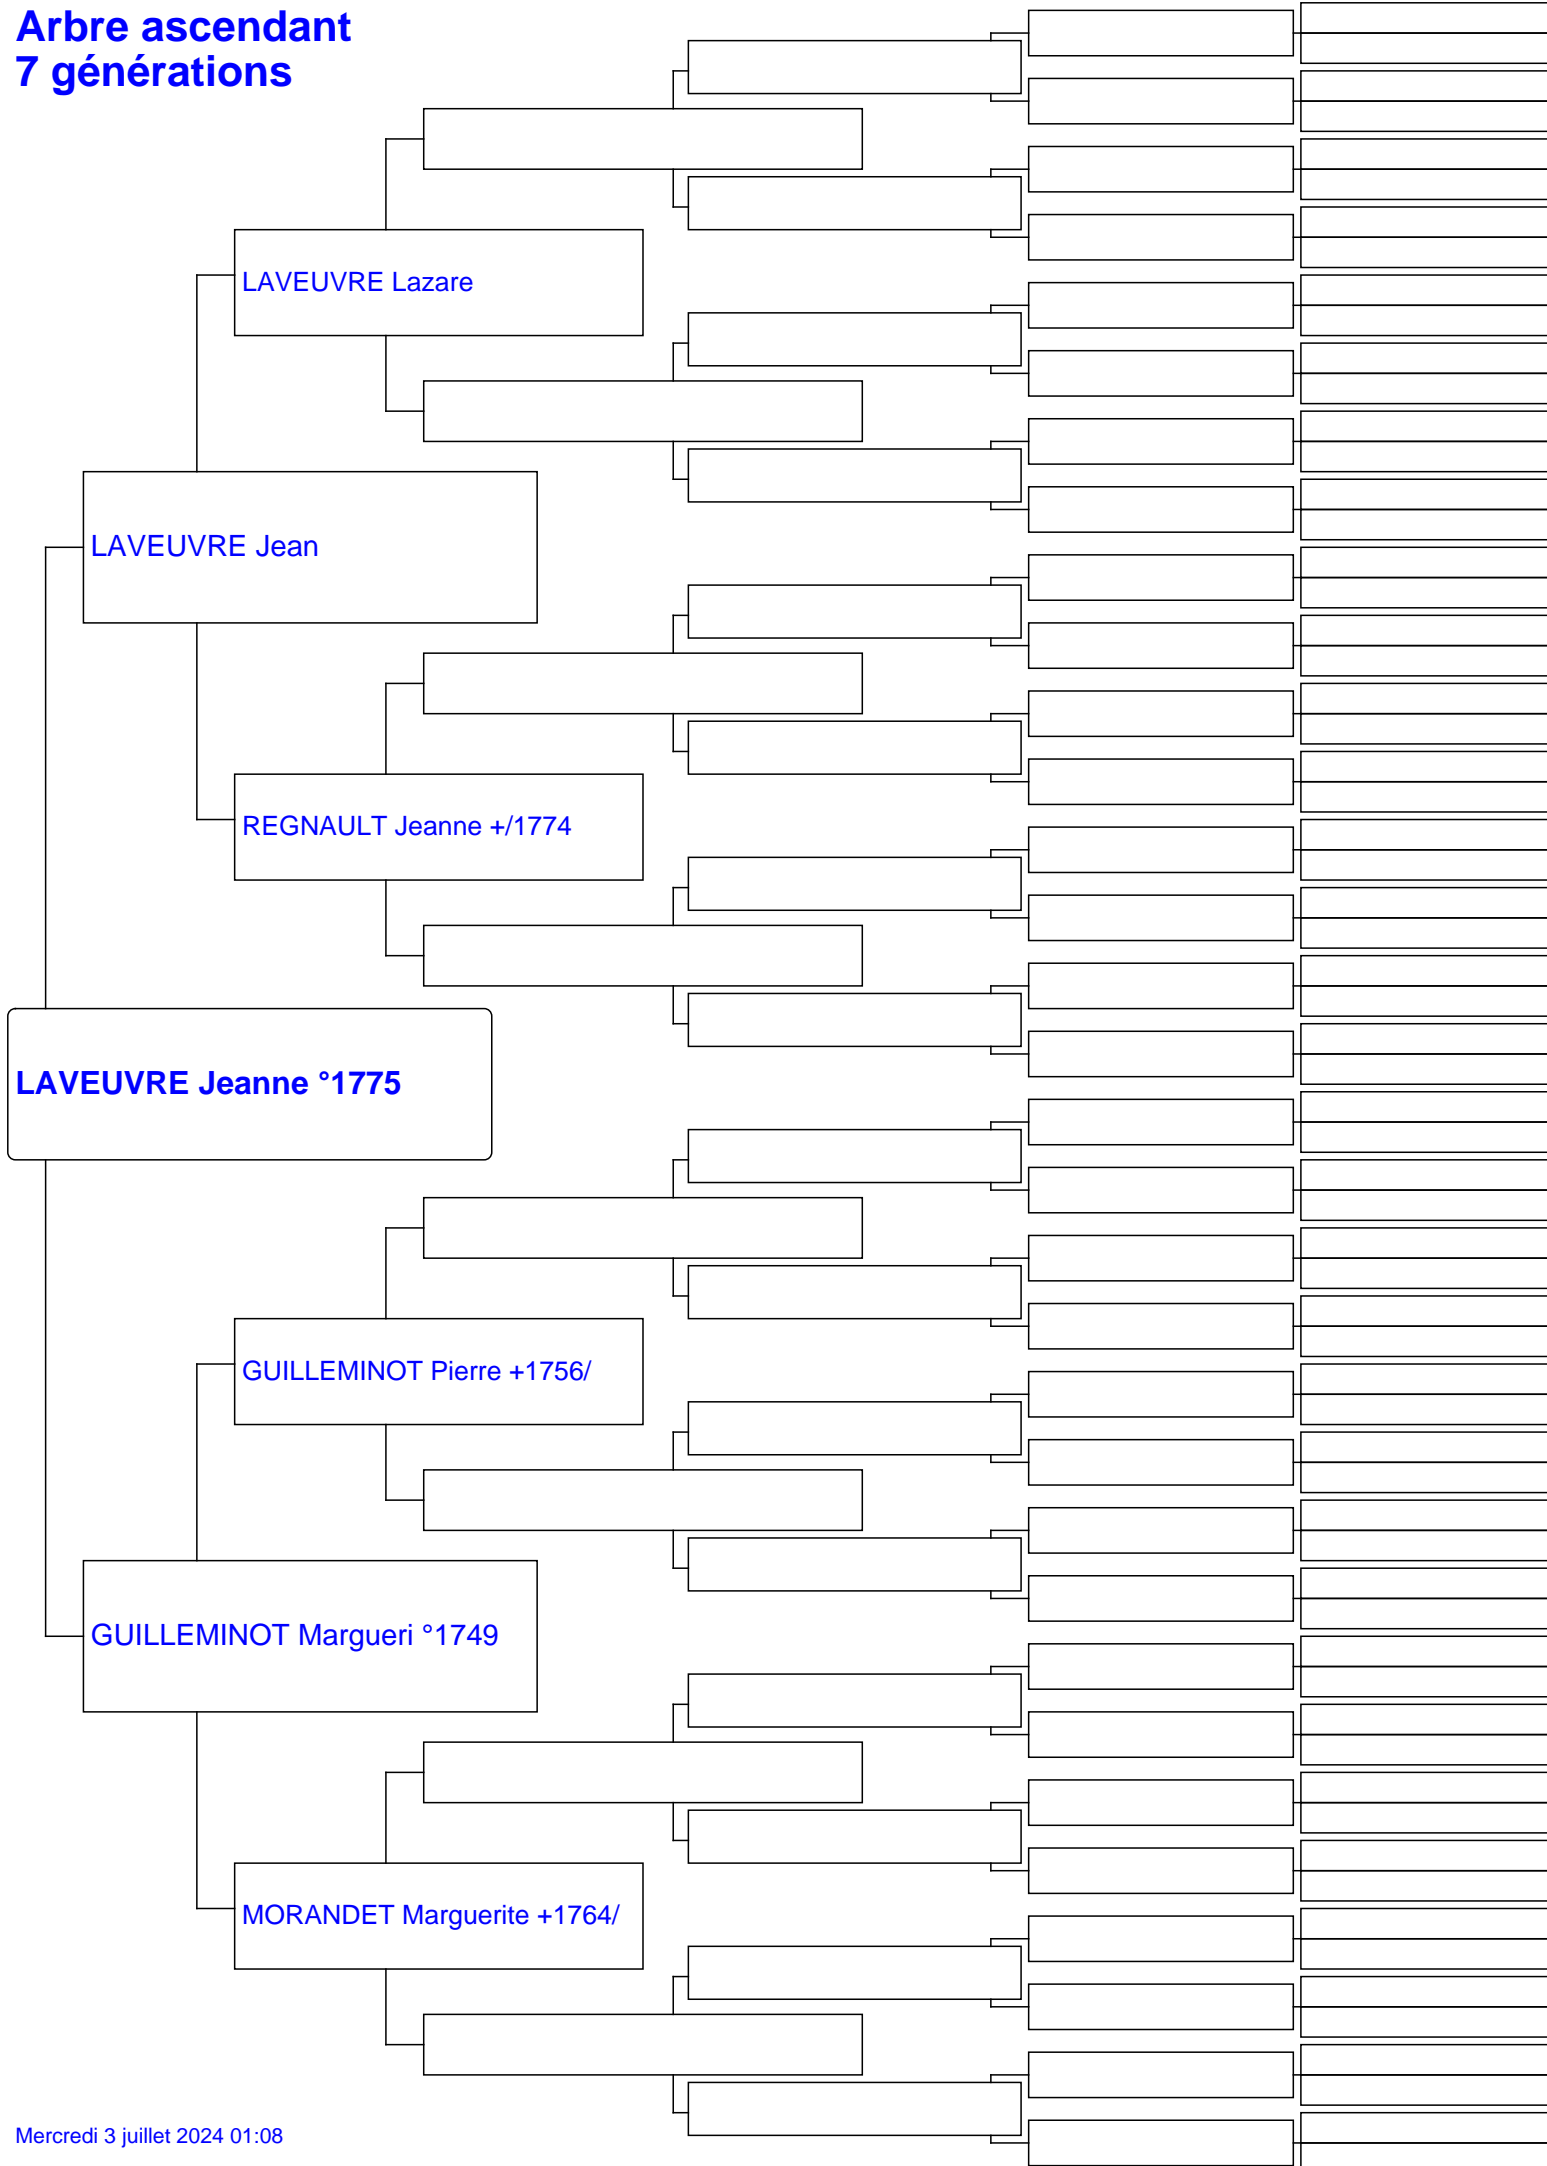 Arbre ascendant
7 générations
LAVEUVRE Lazare
LAVEUVRE Jean
REGNAULT Jeanne +/1774
LAVEUVRE Jeanne °1775
GUILLEMINOT Pierre +1756/
GUILLEMINOT Margueri °1749
MORANDET Marguerite +1764/
Mercredi 3 juillet 2024 01:08